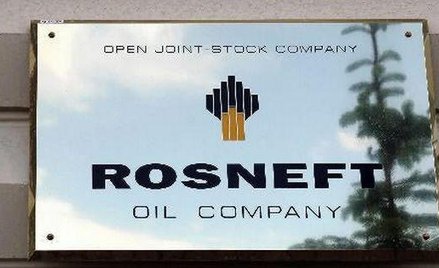 OPEN JOINT-STOCK COMPANY
ROSNEFT
OIL COMPANY